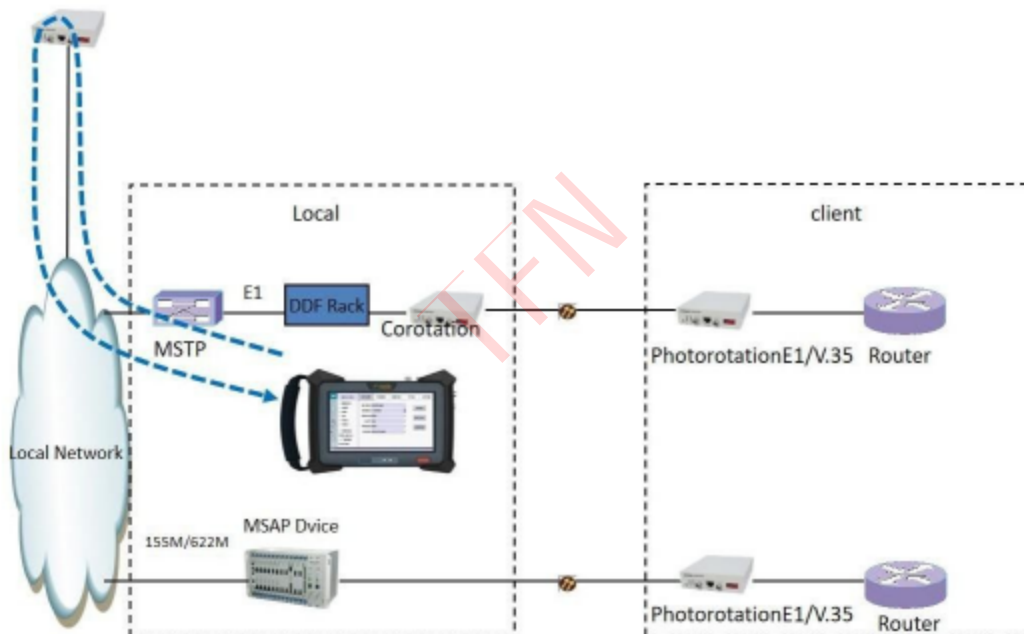 Local
client
E1
DDF Rack
Corotation
MSTP
PhotorotationE1/V.35
Router
TFN
Local Network
MSAP Dvice
155M/622M
PhotorotationE1/V.35
Router